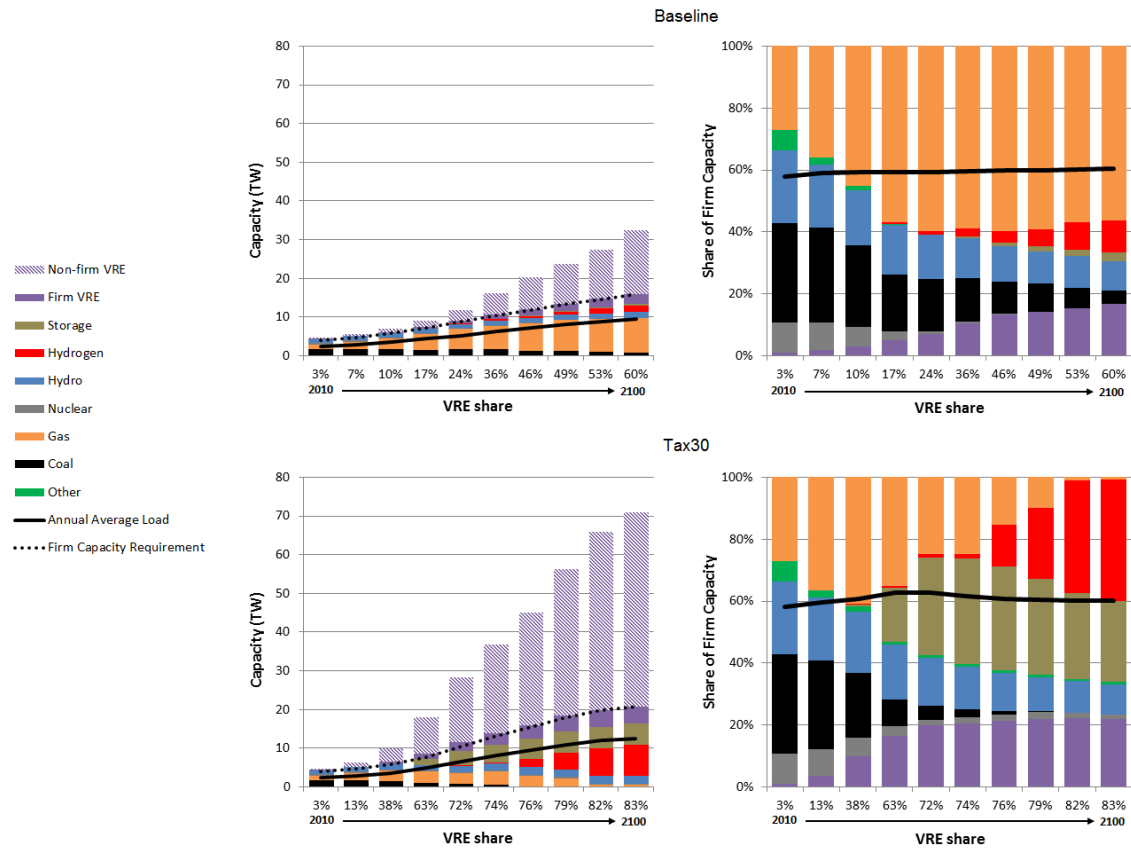 Baseline
80
70
60
50
40
30
20
10
0
Capacity (TW)
3% 7% 10% 17% 24% 36% 46% 49% 53% 60%
2010 2100
VRE share
100%
80%
60%
40%
20%
0%
Share of Firm Capacity
3% 7% 10% 17% 24% 36% 46% 49% 53% 60%
2010 2100
VRE share
Non-firm VRE
Firm VRE
Storage
Hydrogen
Hydro
Nuclear
Gas
Coal
Other
Annual Average Load
Firm Capacity Requirement
Tax30
80
70
60
50
40
30
20
10
0
Capacity (TW)
3% 13% 38% 63% 72% 74% 76% 79% 82% 83%
2010 2100
VRE share
100%
80%
60%
40%
20%
0%
Share of Firm Capacity
3% 13% 38% 63% 72% 74% 76% 79% 82% 83%
2010 2100
VRE share